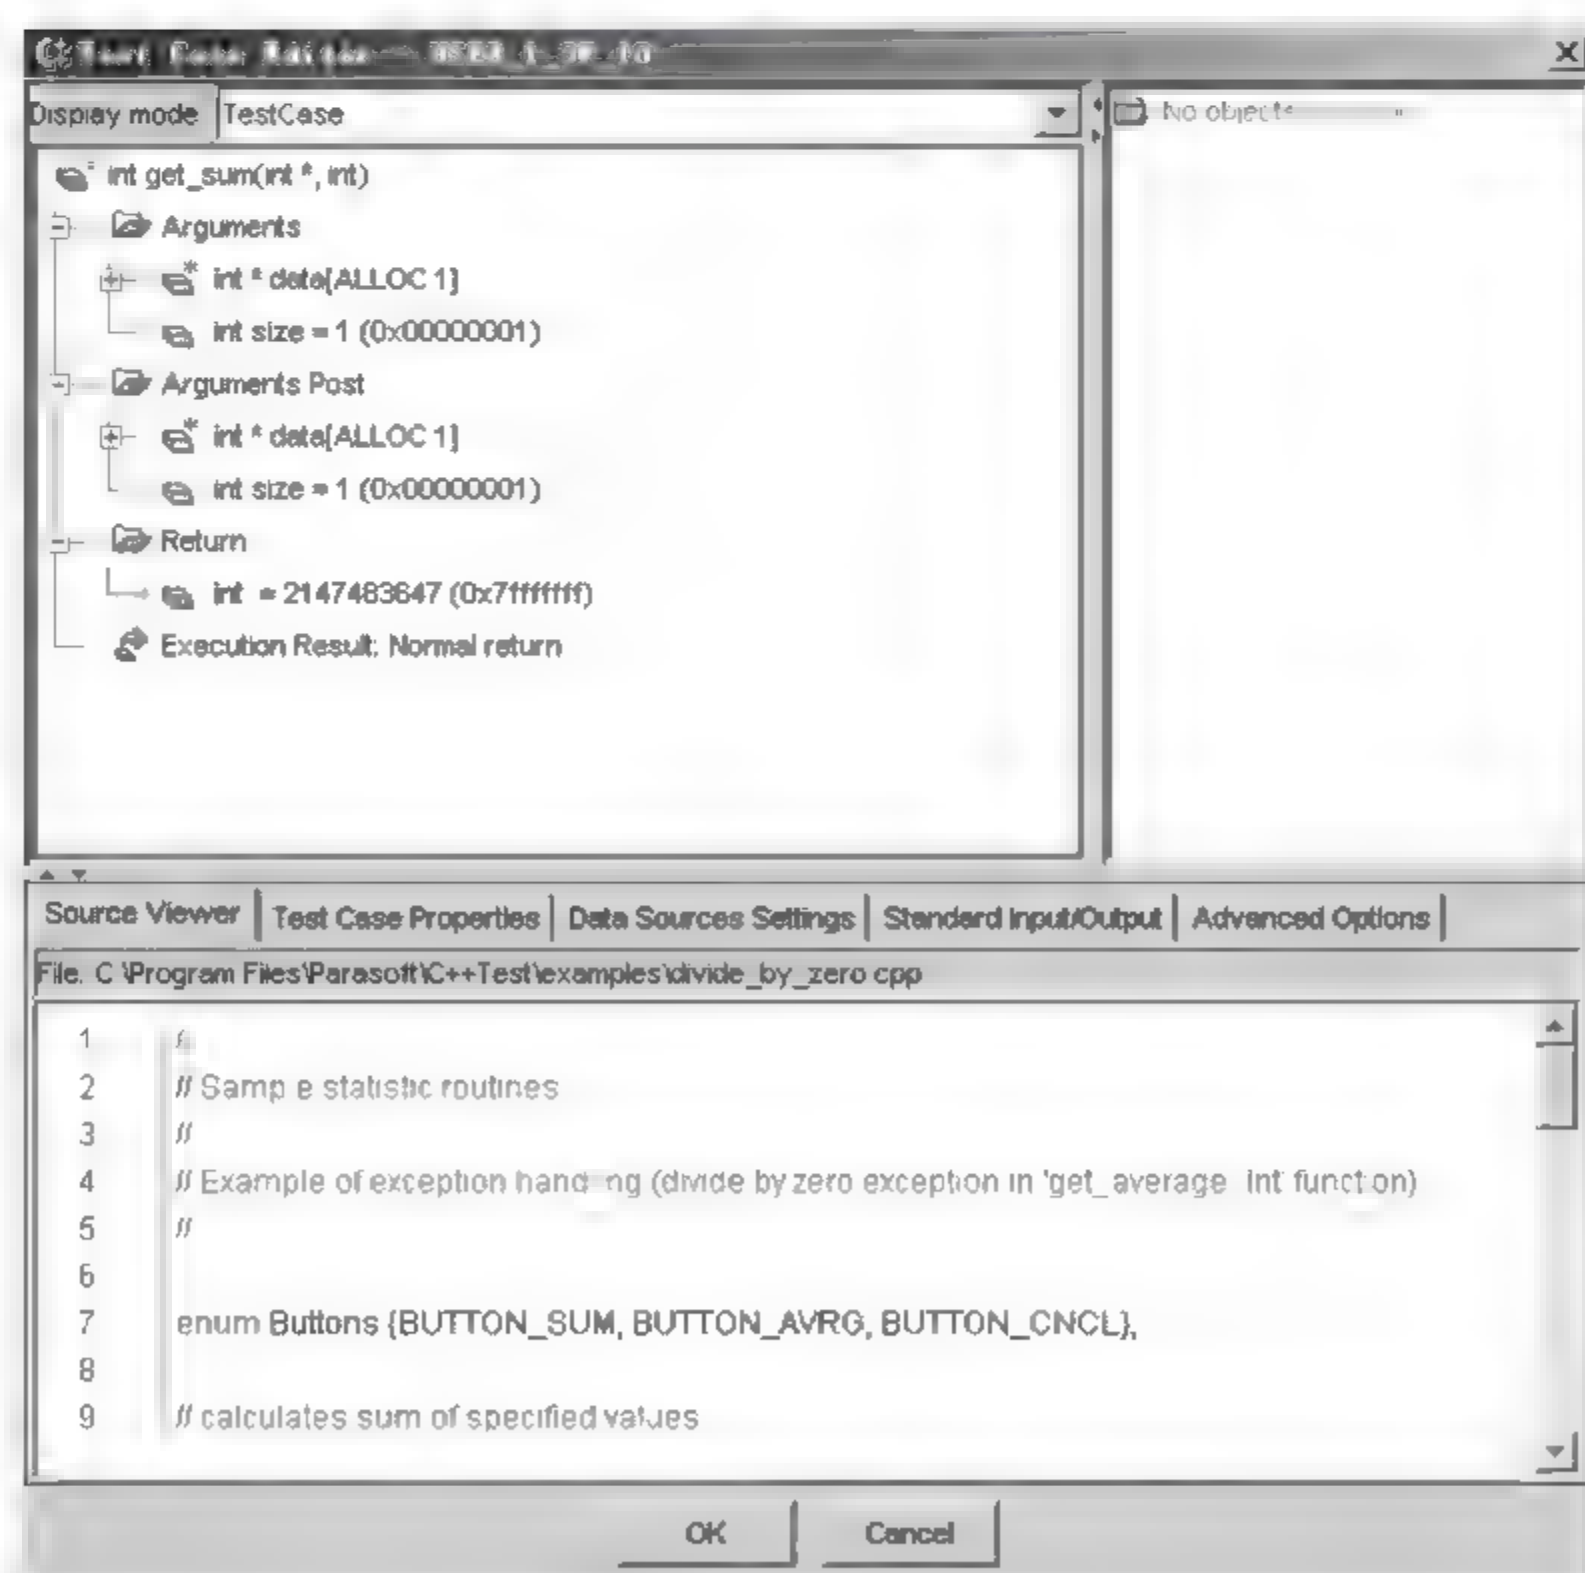 Test Case Editor
Display mode TestCase
No objects
int get_sum(int *, int)
Arguments
int * data[ALLOC 1]
int size = 1 (0x00000001)
Arguments Post
int * data[ALLOC 1]
int size = 1 (0x00000001)
Return
int = 2147483647 (0x7fffffff)
Execution Result: Normal return
Source Viewer Test Case Properties Data Sources Settings Standard Input/Output Advanced Options
File: C:\Program Files\Parasoft\C++Test\examples\divide_by_zero.cpp
1 //
2 // Sample statistic routines
3 //
4 // Example of exception handling (divide by zero exception in 'get_average_int' function)
5 //
6
7 enum Buttons {BUTTON_SUM, BUTTON_AVRG, BUTTON_CNCL};
8
9 // calculates sum of specified values
OK Cancel